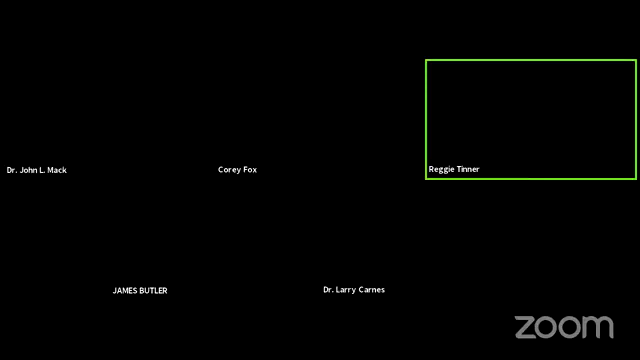 Dr. John L. Mack
Corey Fox
Reggie Tinner
JAMES BUTLER
Dr. Larry Carnes
zoom